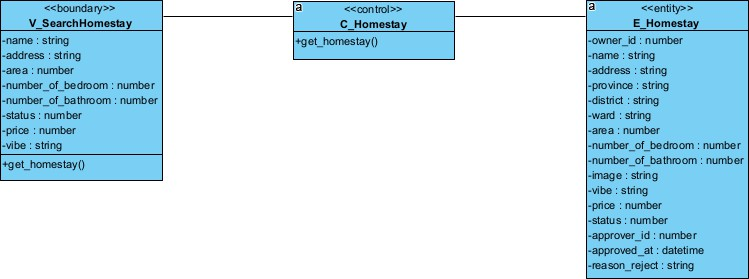 <<boundary>>
V_SearchHomestay
-name : string
-address : string
-area : number
-number_of_bedroom : number
-number_of_bathroom : number
-status : number
-price : number
-vibe : string
+get_homestay()
a
<<control>>
C_Homestay
+get_homestay()
a
<<entity>>
E_Homestay
-owner_id : number
-name : string
-address : string
-province : string
-district : string
-ward : string
-area : number
-number_of_bedroom : number
-number_of_bathroom : number
-image : string
-vibe : string
-price : number
-status : number
-approver_id : number
-approved_at : datetime
-reason_reject : string